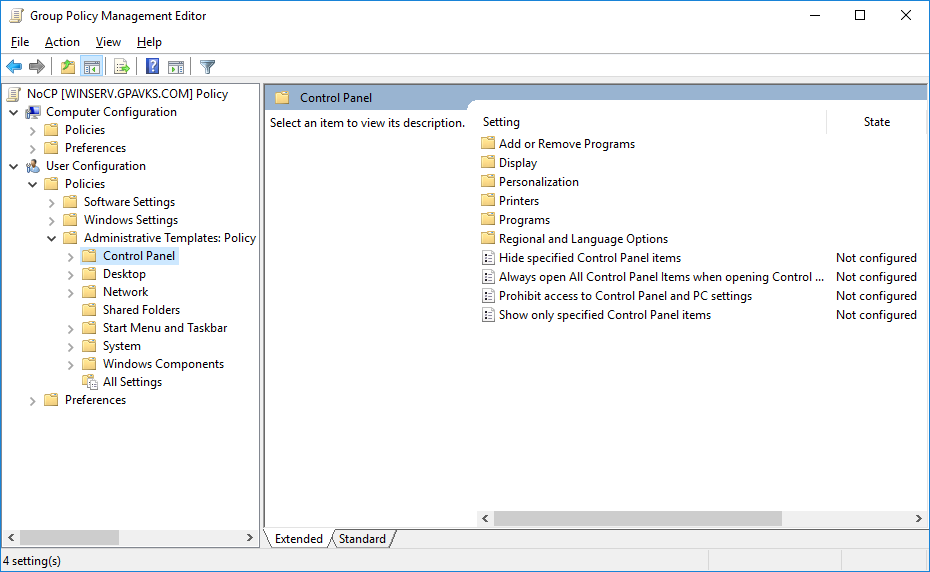 Group Policy Management Editor
File Action View Help
NoCP [WINSERV.GPAVKS.COM] Policy
Computer Configuration
Policies
Preferences
User Configuration
Policies
Software Settings
Windows Settings
Administrative Templates: Policy
Control Panel
Desktop
Network
Shared Folders
Start Menu and Taskbar
System
Windows Components
All Settings
Preferences
Control Panel
Select an item to view its description.
Setting State
Add or Remove Programs
Display
Personalization
Printers
Programs
Regional and Language Options
Hide specified Control Panel items Not configured
Always open All Control Panel Items when opening Control ... Not configured
Prohibit access to Control Panel and PC settings Not configured
Show only specified Control Panel items Not configured
Extended Standard
4 setting(s)